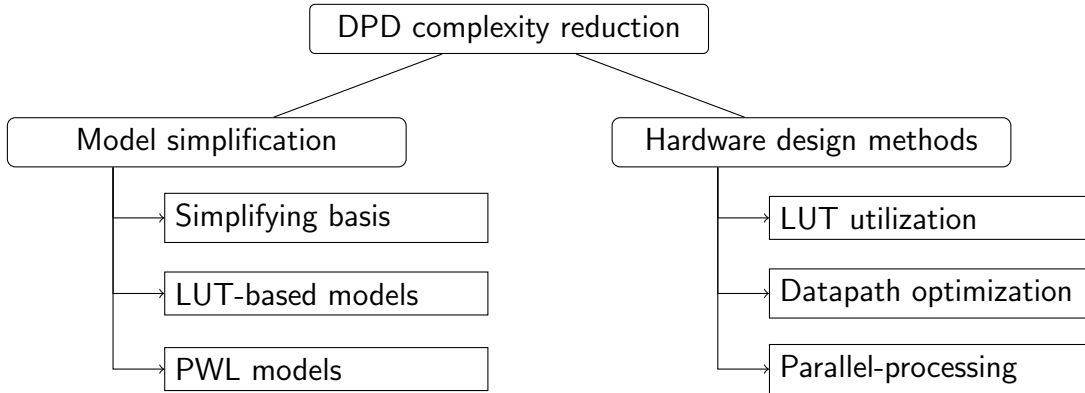 DPD complexity reduction
Model simplification
Simplifying basis
LUT-based models
PWL models
Hardware design methods
LUT utilization
Datapath optimization
Parallel-processing